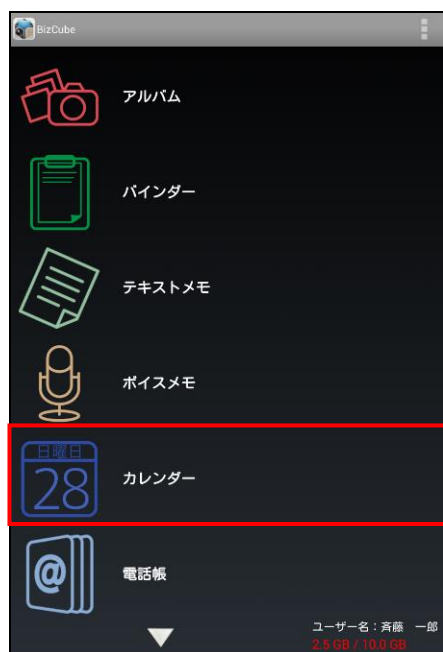 BizCube
アルバム
バインダー
テキストメモ
ボイスメモ
日曜日
28
カレンダー
@
電話帳
ユーザー名：斉藤　一郎
2.5 GB / 10.0 GB